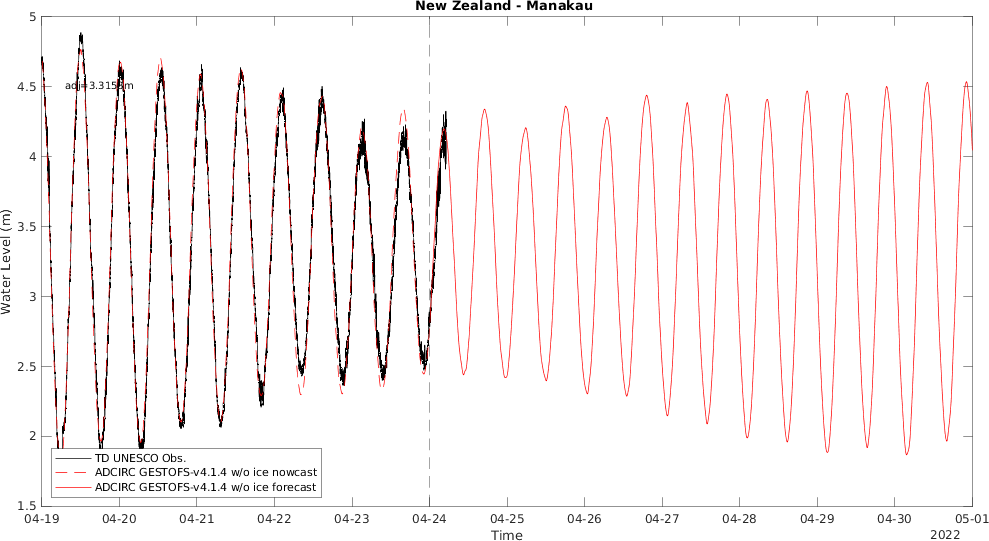 New Zealand - Manakau
5
4.5
4
3.5
3
2.5
2
1.5
Water Level (m)
TD UNESCO Obs.
ADCIRC GESTOFS-v4.1.4 w/o ice nowcast
ADCIRC GESTOFS-v4.1.4 w/o ice forecast
04-19 04-20 04-21 04-22 04-23 04-24 04-25 04-26 04-27 04-28 04-29 04-30 05-01
Time
2022